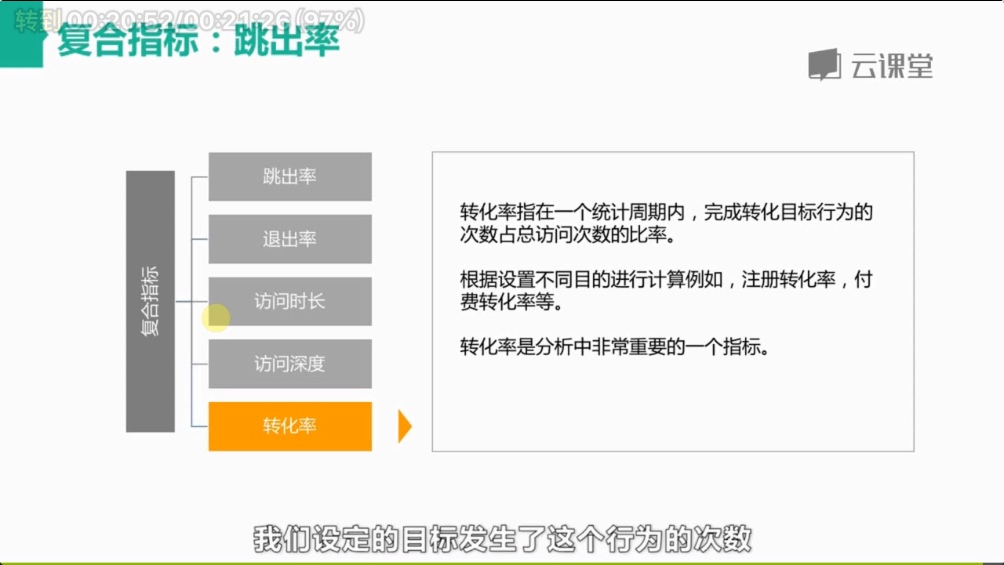 转到 00:20:52/00:21:26 (97%)
复合指标：跳出率
云课堂
复合指标
跳出率
退出率
访问时长
访问深度
转化率
转化率指在一个统计周期内，完成转化目标行为的
次数占总访问次数的比率。
根据设置不同目的进行计算例如，注册转化率，付
费转化率等。
转化率是分析中非常重要的一个指标。
我们设定的目标发生了这个行为的次数